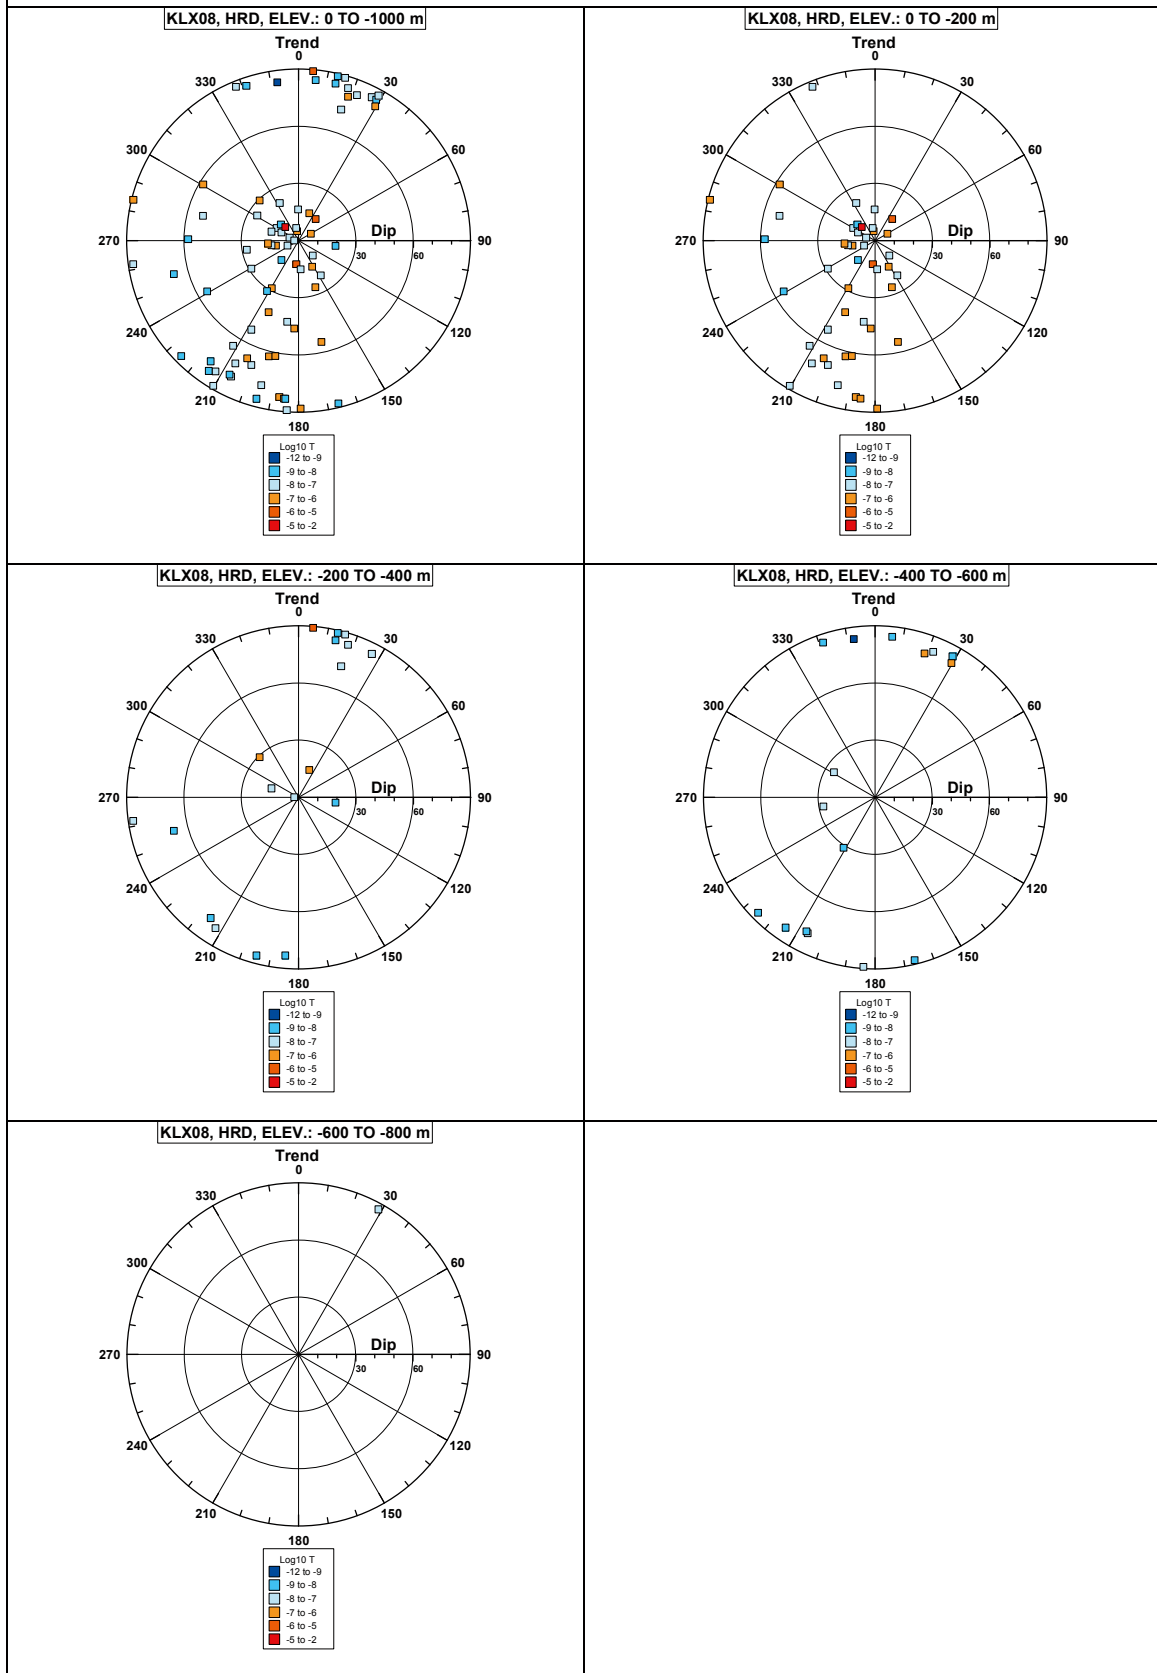 KLX08, HRD, ELEV.: 0 TO -1000 m
Trend
0
330 30
300 60
Dip
270 30 60 90
240 120
210 150
180
Log10 T
-12 to -9
-9 to -8
-8 to -7
-7 to -6
-6 to -5
-5 to -2
KLX08, HRD, ELEV.: 0 TO -200 m
Trend
0
330 30
300 60
Dip
270 30 60 90
240 120
210 150
180
Log10 T
-12 to -9
-9 to -8
-8 to -7
-7 to -6
-6 to -5
-5 to -2
KLX08, HRD, ELEV.: -200 TO -400 m
Trend
0
330 30
300 60
Dip
270 30 60 90
240 120
210 150
180
Log10 T
-12 to -9
-9 to -8
-8 to -7
-7 to -6
-6 to -5
-5 to -2
KLX08, HRD, ELEV.: -400 TO -600 m
Trend
0
330 30
300 60
Dip
270 30 60 90
240 120
210 150
180
Log10 T
-12 to -9
-9 to -8
-8 to -7
-7 to -6
-6 to -5
-5 to -2
KLX08, HRD, ELEV.: -600 TO -800 m
Trend
0
330 30
300 60
Dip
270 30 60 90
240 120
210 150
180
Log10 T
-12 to -9
-9 to -8
-8 to -7
-7 to -6
-6 to -5
-5 to -2